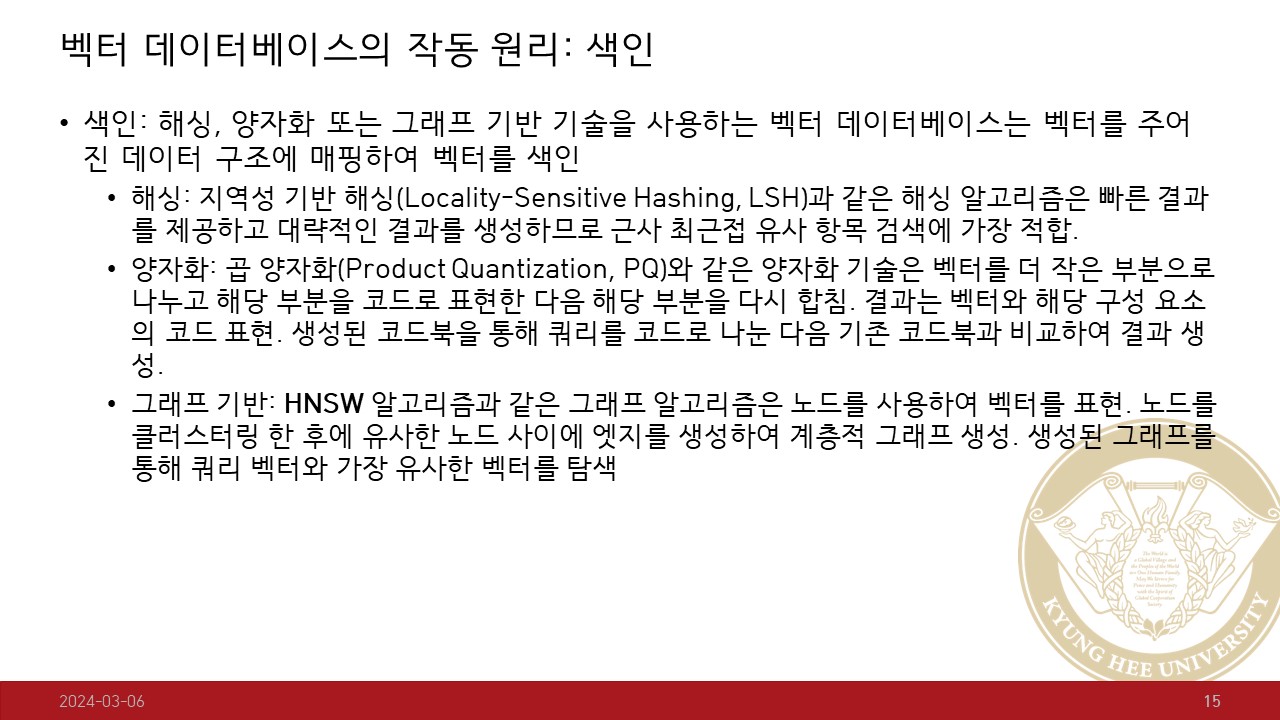 벡터 데이터베이스의 작동 원리: 색인
• 색인: 해싱, 양자화 또는 그래프 기반 기술을 사용하는 벡터 데이터베이스는 벡터를 주어
진 데이터 구조에 매핑하여 벡터를 색인
• 해싱: 지역성 기반 해싱(Locality-Sensitive Hashing, LSH)과 같은 해싱 알고리즘은 빠른 결과
를 제공하고 대략적인 결과를 생성하므로 근사 최근접 유사 항목 검색에 가장 적합.
• 양자화: 곱 양자화(Product Quantization, PQ)와 같은 양자화 기술은 벡터를 더 작은 부분으로
나누고 해당 부분을 코드로 표현한 다음 해당 부분을 다시 합침. 결과는 벡터와 해당 구성 요소
의 코드 표현. 생성된 코드북을 통해 쿼리를 코드로 나눈 다음 기존 코드북과 비교하여 결과 생
성.
• 그래프 기반: HNSW 알고리즘과 같은 그래프 알고리즘은 노드를 사용하여 벡터를 표현. 노드를
클러스터링 한 후에 유사한 노드 사이에 엣지를 생성하여 계층적 그래프 생성. 생성된 그래프를
통해 쿼리 벡터와 가장 유사한 벡터를 탐색
KYUNG HEE UNIVERSITY
2024-03-06
15